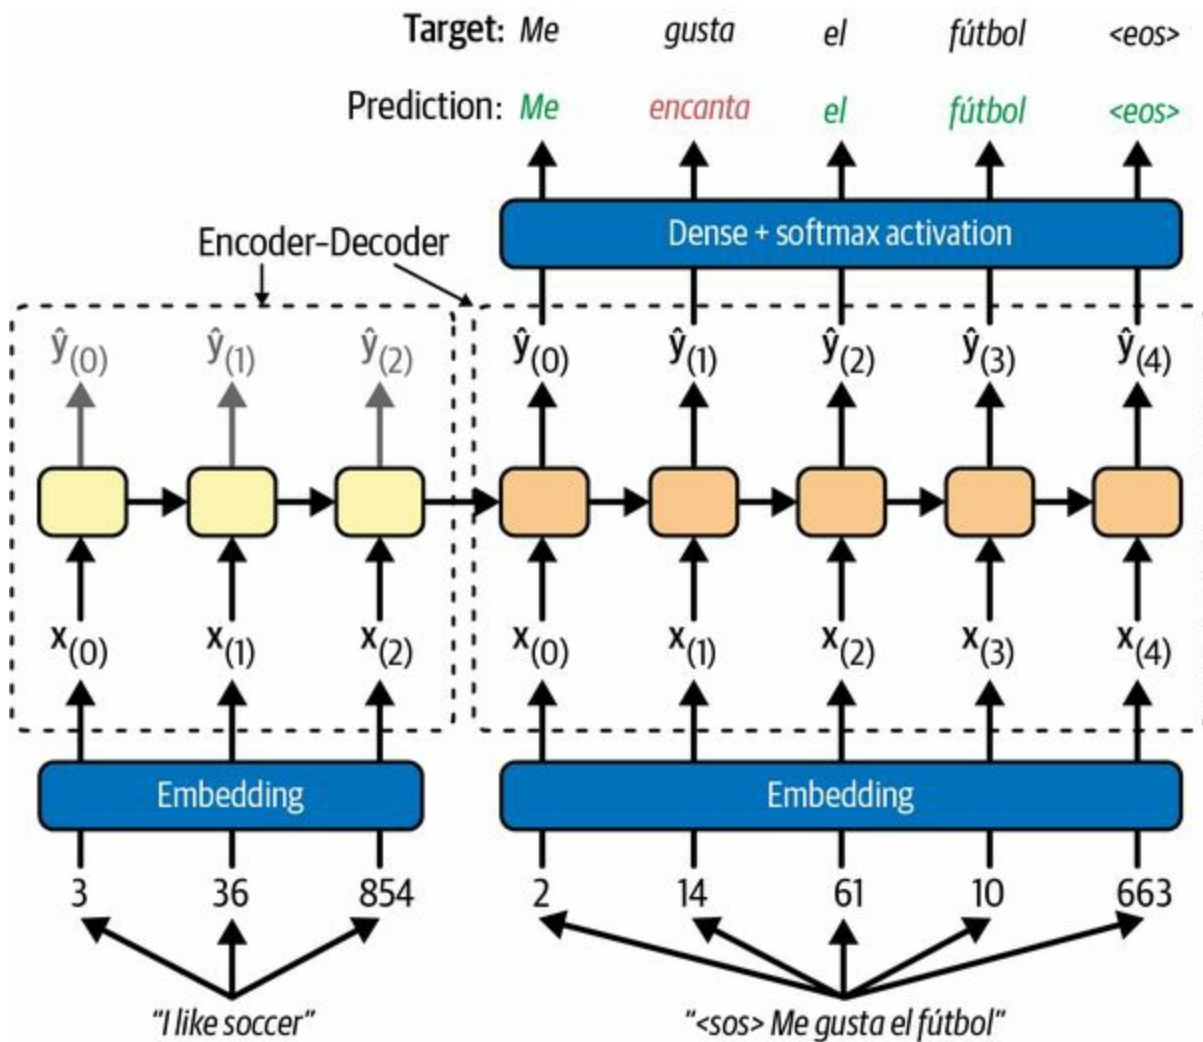 Target: Me gusta el fútbol <eos>
Prediction: Me encanta el fútbol <eos>
Dense + softmax activation
Encoder–Decoder
ŷ(0) ŷ(1) ŷ(2) ŷ(0) ŷ(1) ŷ(2) ŷ(3) ŷ(4)
x(0) x(1) x(2) x(0) x(1) x(2) x(3) x(4)
Embedding Embedding
3 36 854 2 14 61 10 663
“I like soccer” “<sos> Me gusta el fútbol”